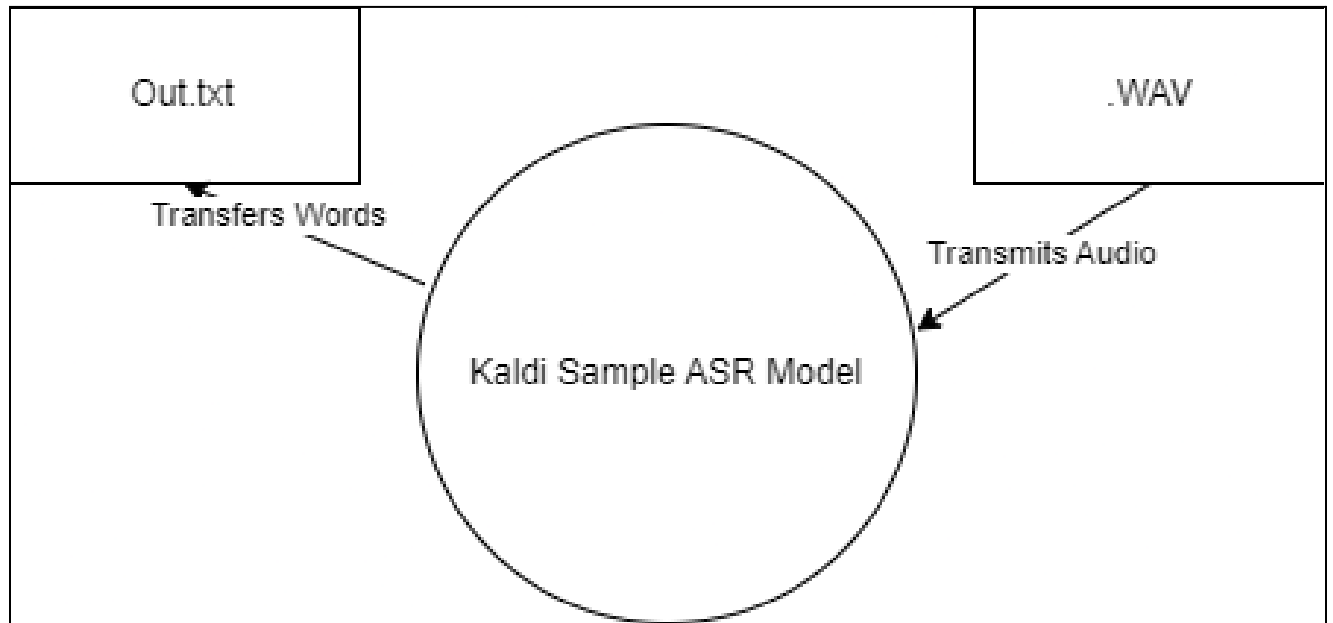 Out.txt
.WAV
Transfers Words
Transmits Audio
Kaldi Sample ASR Model